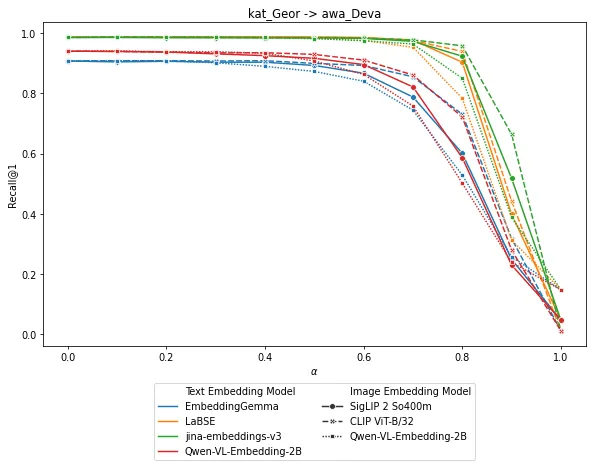 kat_Geor -> awa_Deva
1.0
0.8
0.6
0.4
0.2
0.0
Recall@1
0.0 0.2 0.4 0.6 0.8 1.0
α
Text Embedding Model
EmbeddingGemma
LaBSE
jina-embeddings-v3
Qwen-VL-Embedding-2B
Image Embedding Model
SigLIP 2 So400m
CLIP ViT-B/32
Qwen-VL-Embedding-2B